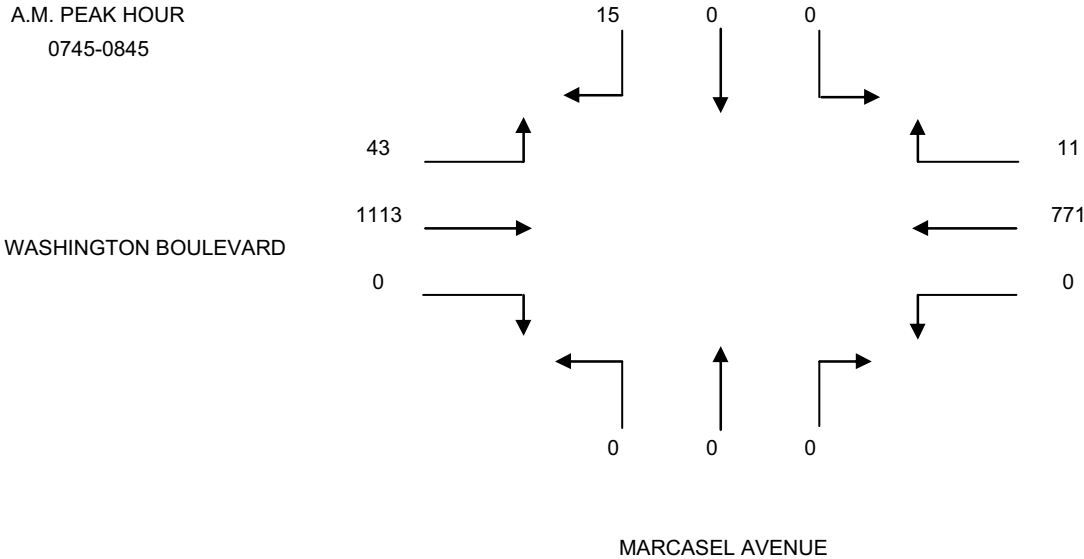 A.M. PEAK HOUR
0745-0845
15 0 0
43 11
1113 771
WASHINGTON BOULEVARD
0 0
0 0 0
MARCASEL AVENUE